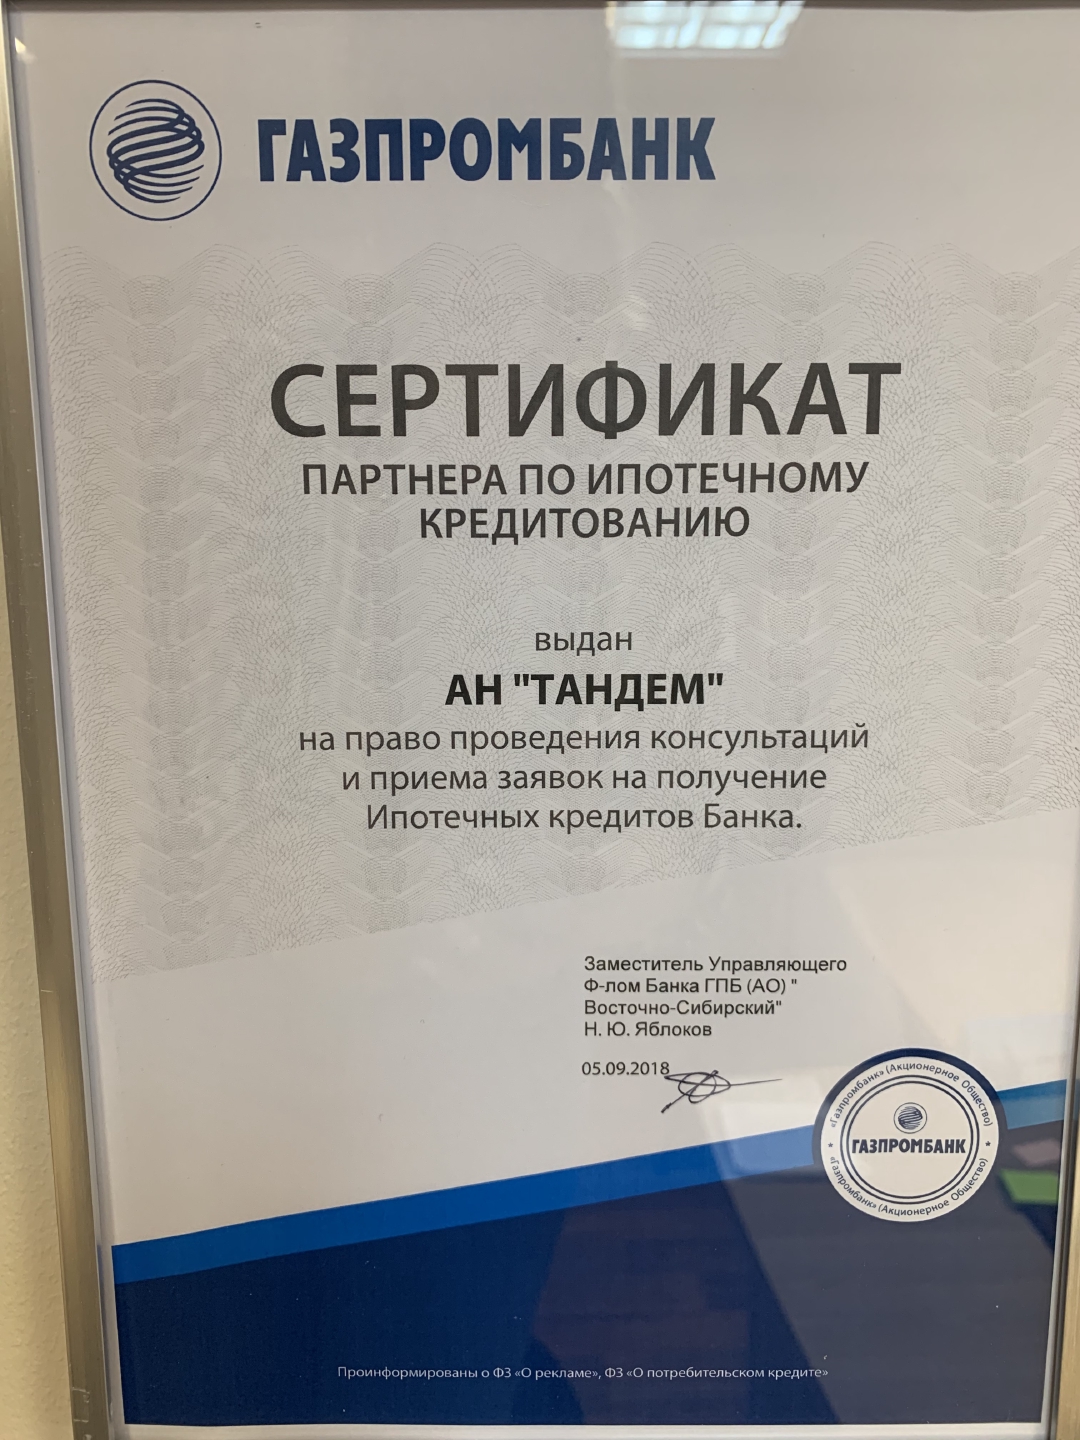 ГАЗПРОМБАНК
СЕРТИФИКАТ
ПАРТНЕРА ПО ИПОТЕЧНОМУ
КРЕДИТОВАНИЮ
выдан
АН "ТАНДЕМ"
на право проведения консультаций
и приема заявок на получение
Ипотечных кредитов Банка.
Заместитель Управляющего
Ф-лом Банка ГПБ (АО) "
Восточно-Сибирский"
Н. Ю. Яблоков
05.09.2018
«Газпромбанк» (Акционерное Общество)
ГАЗПРОМБАНК
«Газпромбанк» (Акционерное Общество)
Проинформированы о ФЗ «О рекламе», ФЗ «О потребительском кредите»